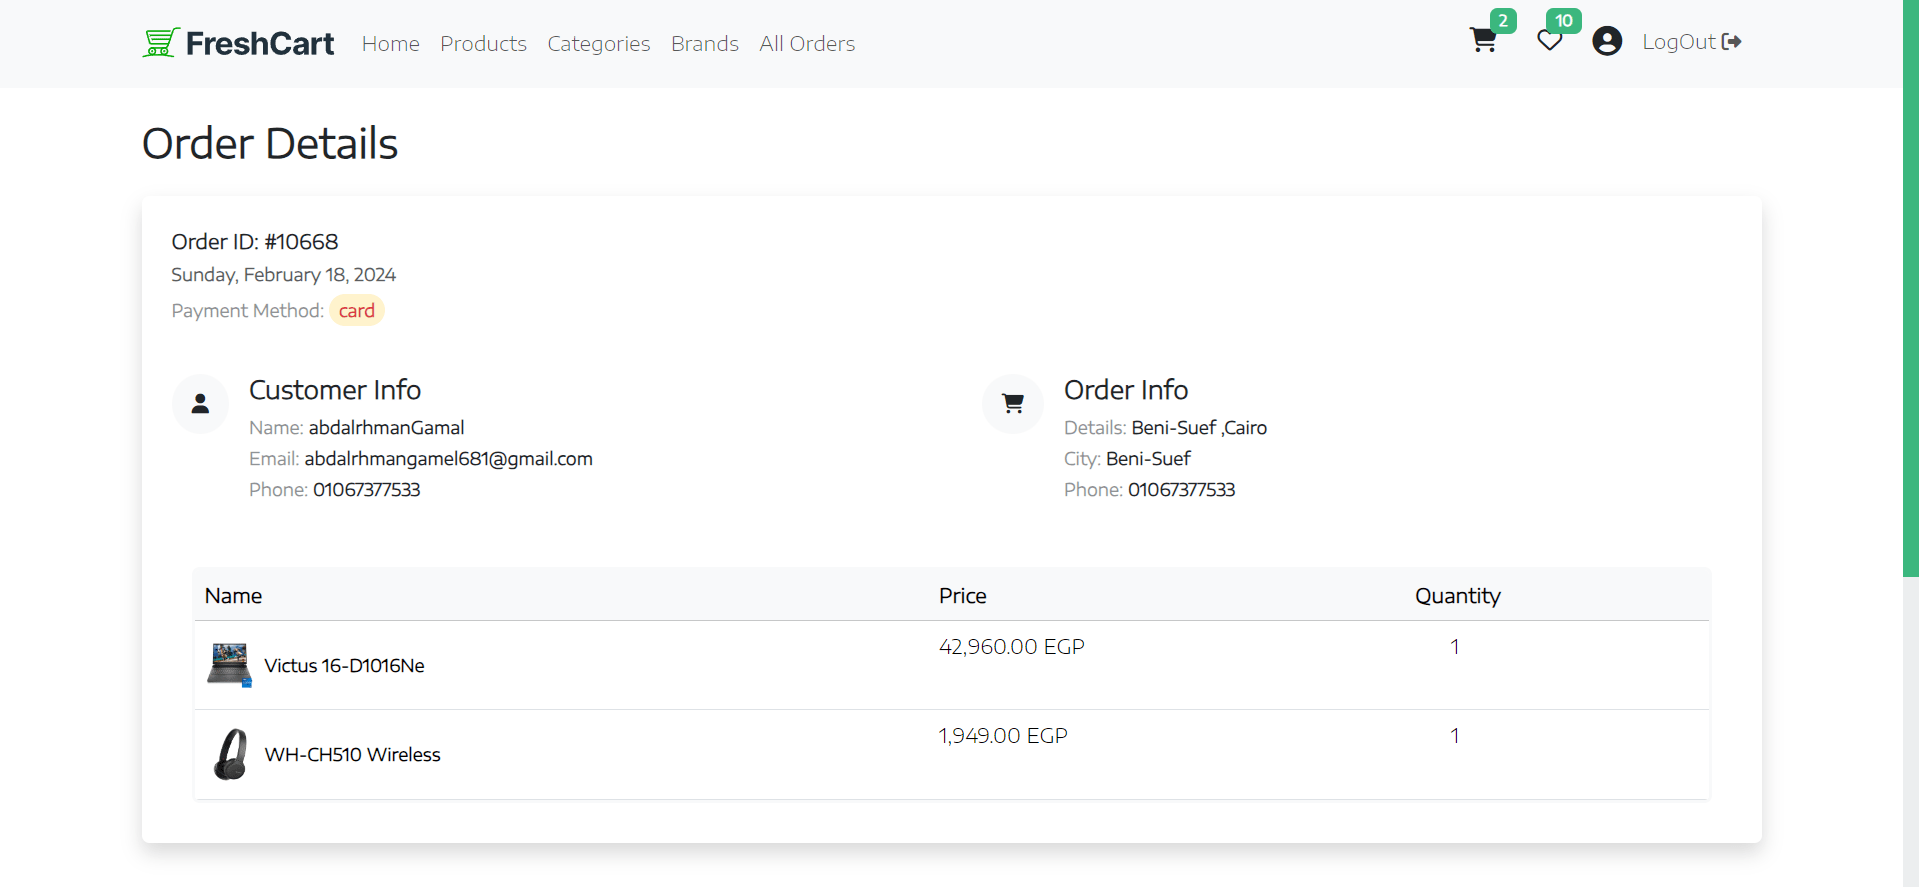 FreshCart Home Products Categories Brands All Orders 2 10 LogOut
Order Details
Order ID: #10668
Sunday, February 18, 2024
Payment Method: card
Customer Info
Name: abdalrhmanGamal
Email: abdalrhmangamel681@gmail.com
Phone: 01067377533
Order Info
Details: Beni-Suef ,Cairo
City: Beni-Suef
Phone: 01067377533
Name Price Quantity
Victus 16-D1016Ne 42,960.00 EGP 1
WH-CH510 Wireless 1,949.00 EGP 1